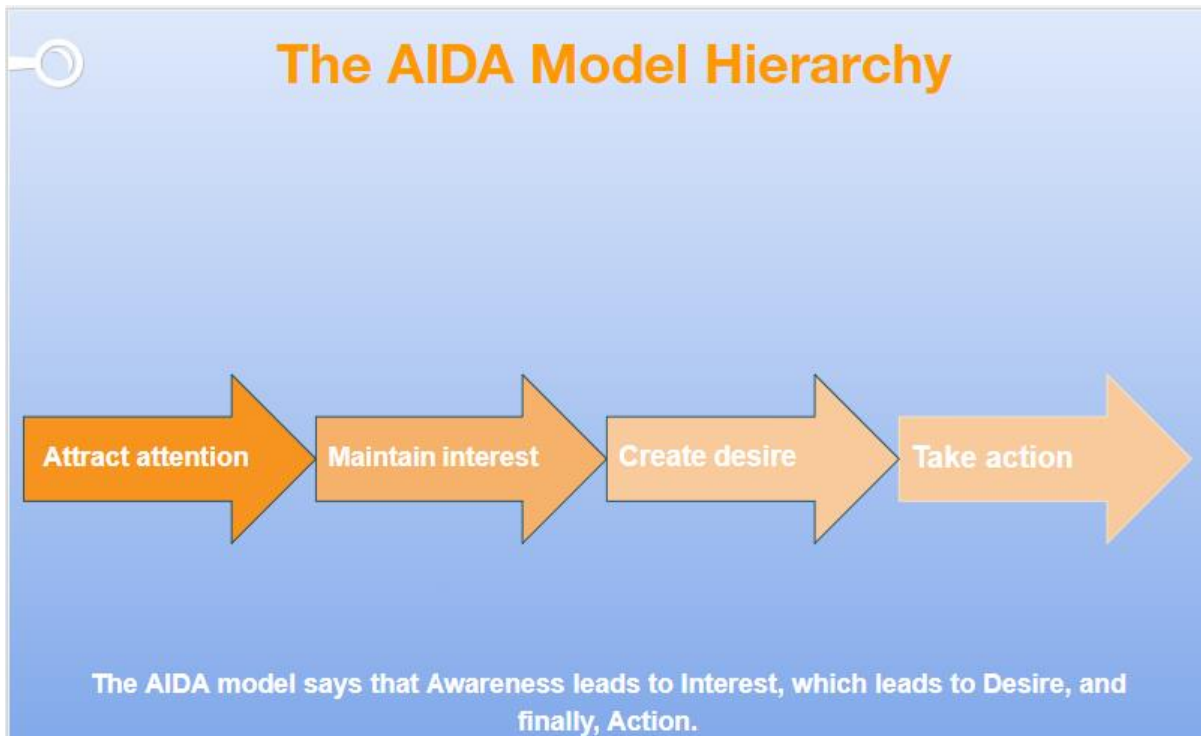 The AIDA Model Hierarchy
Attract attention
Maintain interest
Create desire
Take action
The AIDA model says that Awareness leads to Interest, which leads to Desire, and
finally, Action.